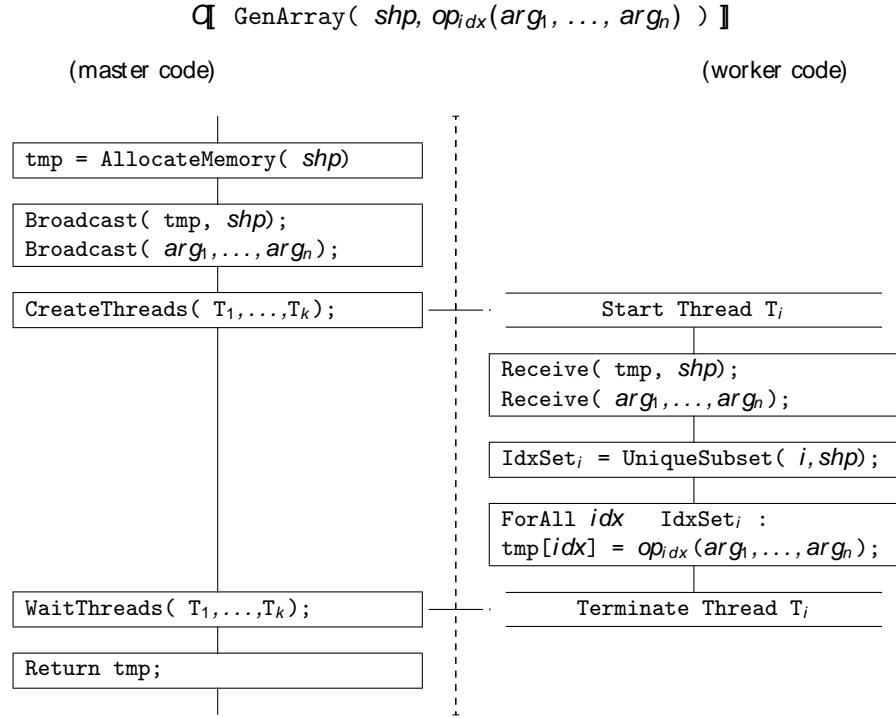 C⟦ GenArray( shp, op_idx(arg_1, ..., arg_n) ) ⟧
(master code)
(worker code)
tmp = AllocateMemory( shp)
Broadcast( tmp, shp);
Broadcast( arg_1,...,arg_n);
CreateThreads( T_1,...,T_k);
Start Thread T_i
Receive( tmp, shp);
Receive( arg_1,...,arg_n);
IdxSet_i = UniqueSubset( i,shp);
ForAll idx IdxSet_i :
tmp[idx] = op_idx(arg_1,...,arg_n);
WaitThreads( T_1,...,T_k);
Terminate Thread T_i
Return tmp;